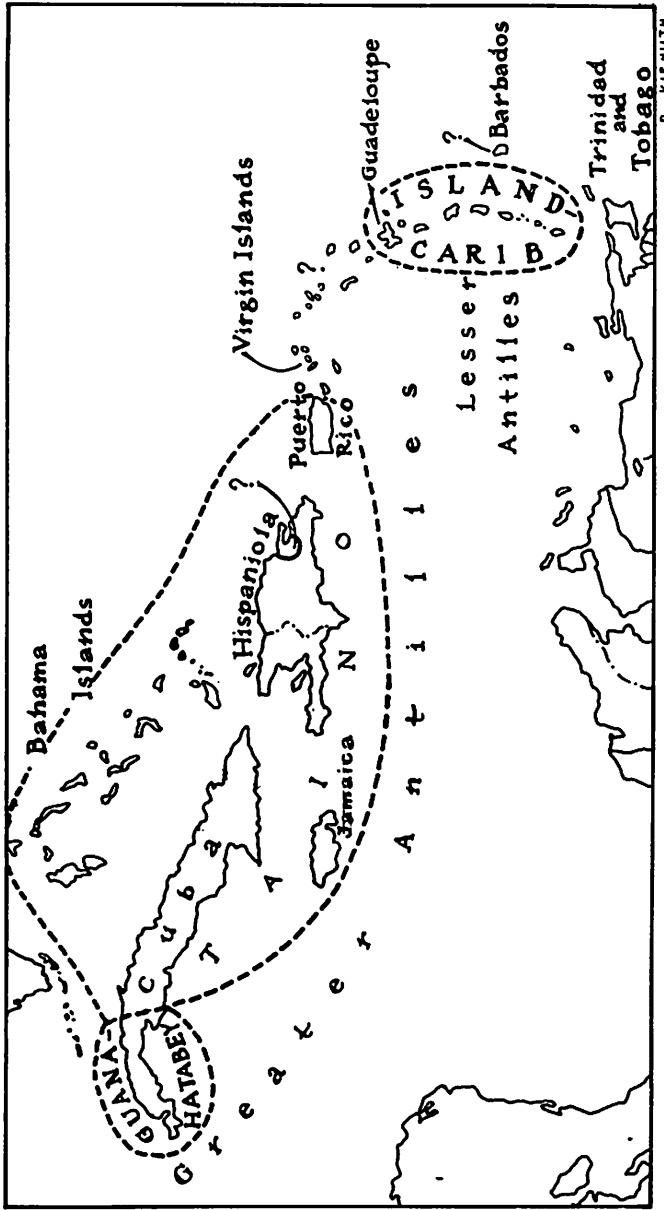 Bahama
Islands
Virgin Islands
?
Hispaniola
?
Puerto
Rico
Guadeloupe
?
Barbados
GUANA-
HATABEY
Cuba
TAINO
Jamaica
Greater Antilles
ISLAND-
CARIB
Lesser
Antilles
Trinidad
and
Tobago